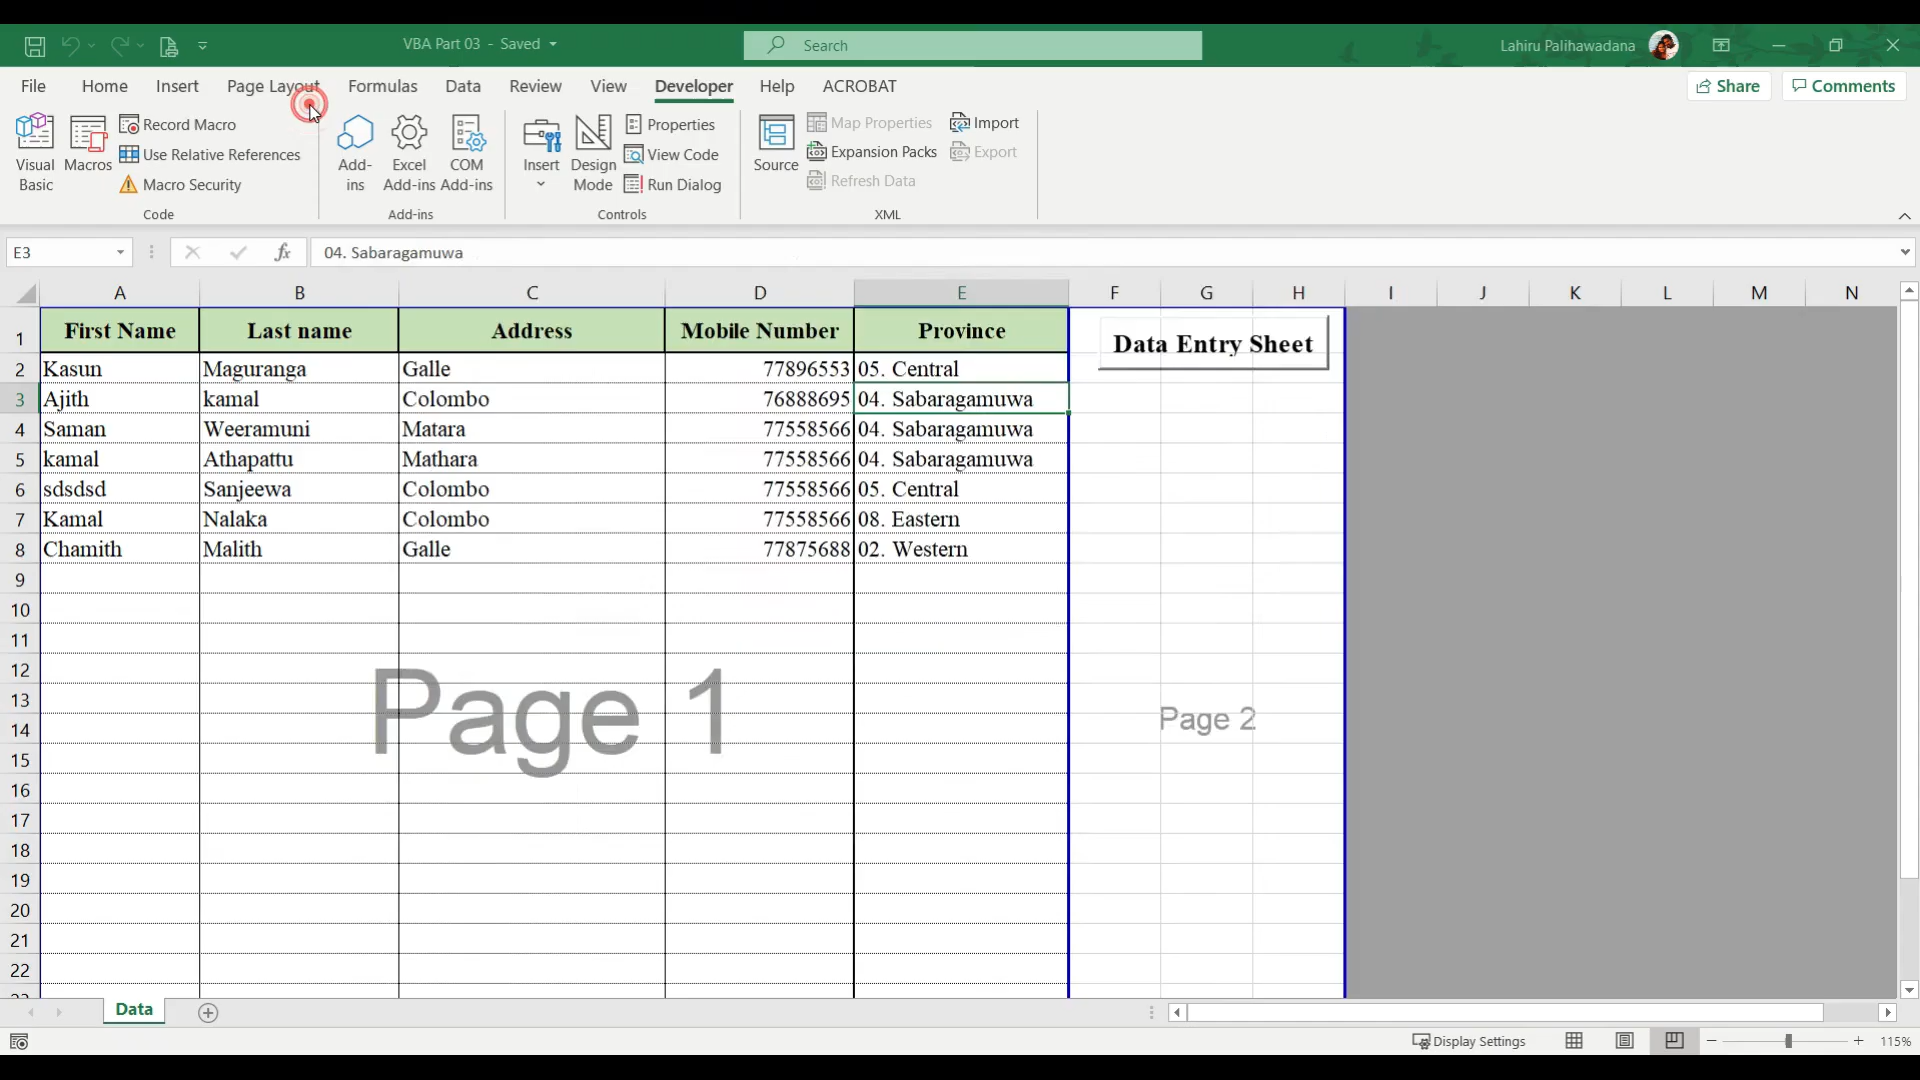 VBA Part 03 - Saved
Search
Lahiru Palihawadana
File Home Insert Page Layout Formulas Data Review View Developer Help ACROBAT
Share
Comments
Visual Basic
Macros
Record Macro
Use Relative References
Macro Security
Code
Add-ins
Excel Add-ins
COM Add-ins
Add-ins
Insert
Design Mode
Properties
View Code
Run Dialog
Controls
Source
Map Properties
Expansion Packs
Refresh Data
Import
Export
XML
E3
fx
04. Sabaragamuwa
A B C D E F G H I J K L M N
1 First Name Last name Address Mobile Number Province Data Entry Sheet
2 Kasun Maguranga Galle 77896553 05. Central
3 Ajith kamal Colombo 76888695 04. Sabaragamuwa
4 Saman Weeramuni Matara 77558566 04. Sabaragamuwa
5 kamal Athapattu Mathara 77558566 04. Sabaragamuwa
6 sdsdsd Sanjeewa Colombo 77558566 05. Central
7 Kamal Nalaka Colombo 77558566 08. Eastern
8 Chamith Malith Galle 77875688 02. Western
9
10
11
12
13
14
15
16
17
18
19
20
21
22
Page 1
Page 2
Data
Display Settings
115%